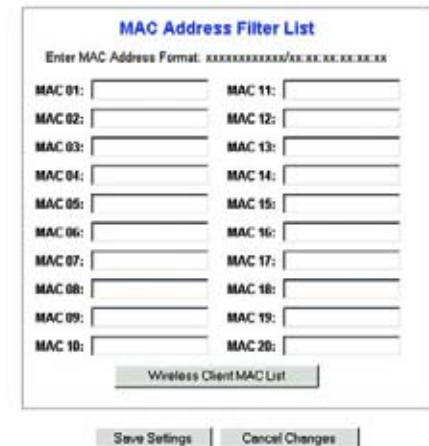 MAC Address Filter List
Enter MAC Address Format: xxxxxxxxxxxx/xx:xx:xx:xx:xx:xx
MAC 01: MAC 11:
MAC 02: MAC 12:
MAC 03: MAC 13:
MAC 04: MAC 14:
MAC 05: MAC 15:
MAC 06: MAC 16:
MAC 07: MAC 17:
MAC 08: MAC 18:
MAC 09: MAC 19:
MAC 10: MAC 20:
Wireless Client MAC List
Save Settings Cancel Changes